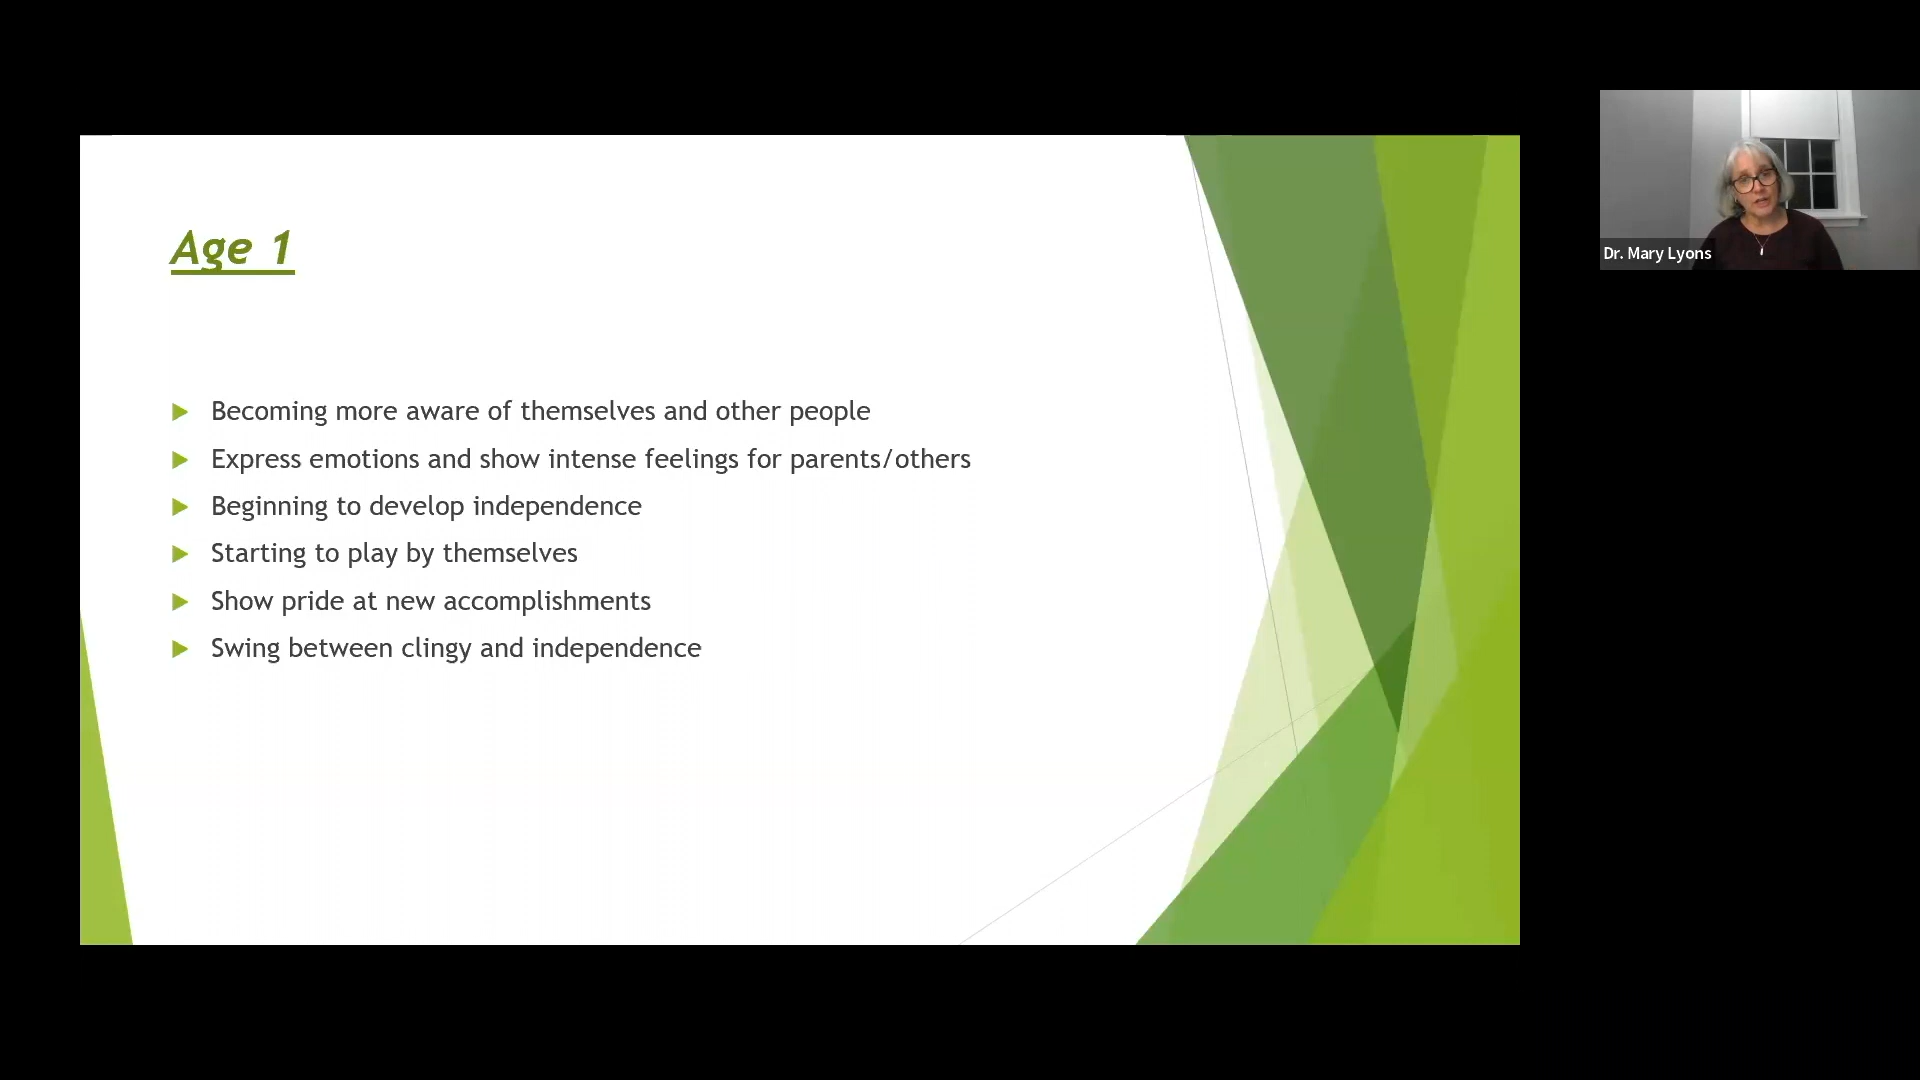 Age 1
Becoming more aware of themselves and other people
Express emotions and show intense feelings for parents/others
Beginning to develop independence
Starting to play by themselves
Show pride at new accomplishments
Swing between clingy and independence
Dr. Mary Lyons